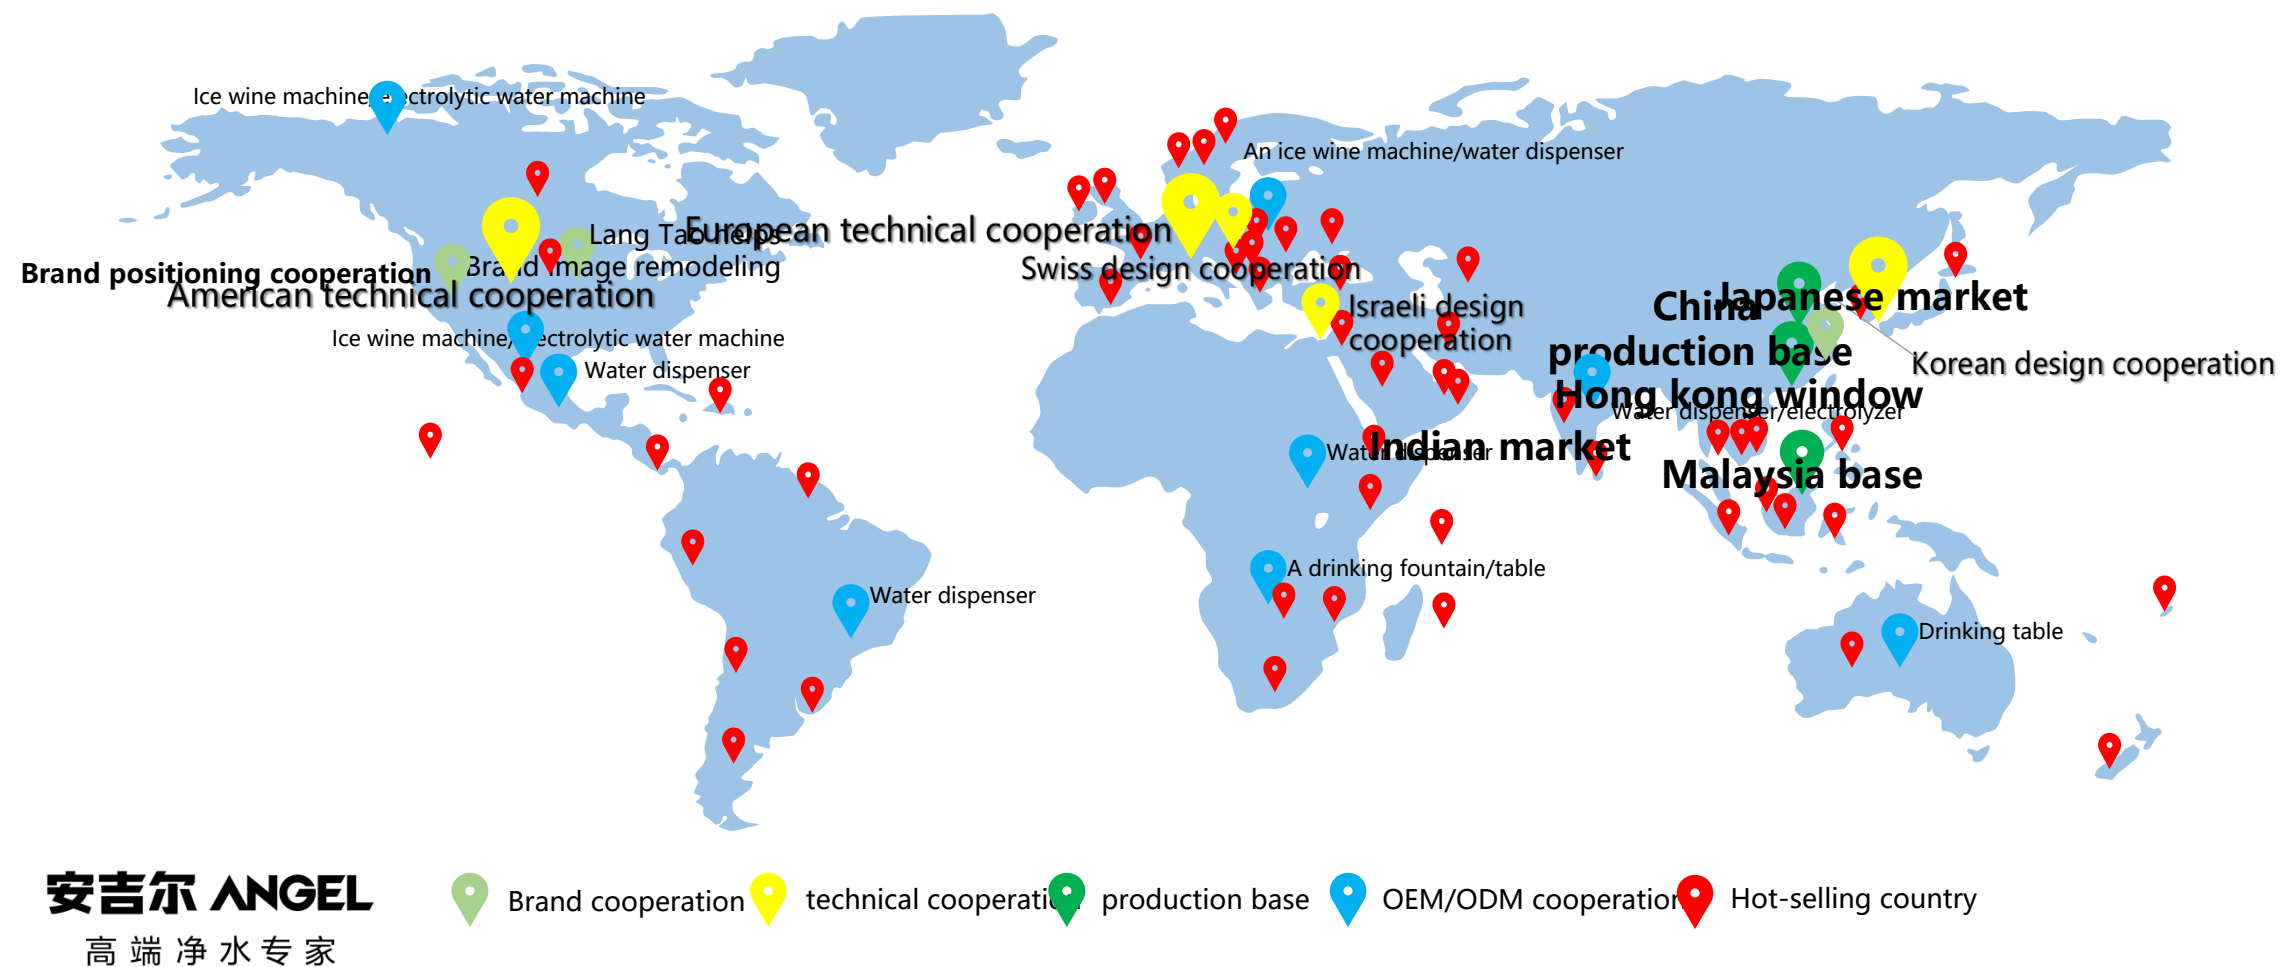 Ice wine machine/electrolytic water machine
An ice wine machine/water dispenser
Lang Tao helps
Brand image remodeling
European technical cooperation
Swiss design cooperation
Brand positioning cooperation
American technical cooperation
Israeli design
cooperation
Japanese market
China
production base
Korean design cooperation
Ice wine machine/electrolytic water machine
Water dispenser
Hong kong window
Water dispenser/electrolyzer
Indian market
Water dispenser
Malaysia base
A drinking fountain/table
Water dispenser
Drinking table
安吉尔 ANGEL
高端净水专家
Brand cooperation
technical cooperation
production base
OEM/ODM cooperation
Hot-selling country